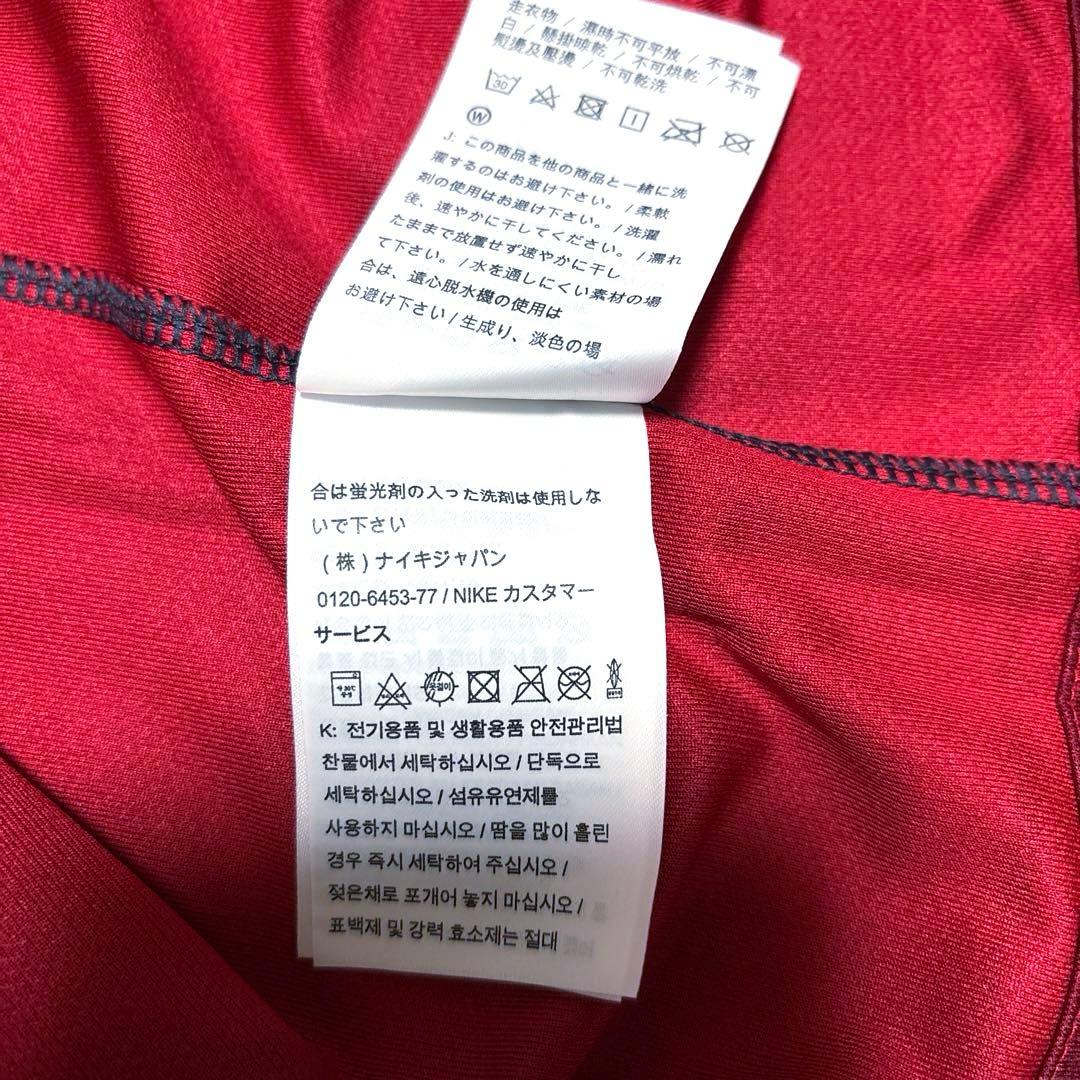 走衣物 / 濕時不可平放 / 不可漂
白 / 懸掛晾乾 / 不可烘乾 / 不可
熨燙及壓燙 / 不可乾洗
30
W
J: この商品を他の商品と一緒に洗
濯するのはお避け下さい。/柔軟
剤の使用はお避け下さい。/洗濯
後、速やかに干してください。/濡れ
たままで放置せず速やかに干し
て下さい。/水を通しにくい素材の場
合は、遠心脱水機の使用は
お避け下さい/生成り、淡色の場
合は蛍光剤の入った洗剤は使用しな
いで下さい
(株)ナイキジャパン
0120-6453-77 / NIKE カスタマー
サービス
옷걸이
K: 전기용품 및 생활용품 안전관리법
찬물에서 세탁하십시오 / 단독으로
세탁하십시오 / 섬유유연제를
사용하지 마십시오 / 땀을 많이 흘린
경우 즉시 세탁하여 주십시오 /
젖은채로 포개어 놓지 마십시오 /
표백제 및 강력 효소제는 절대